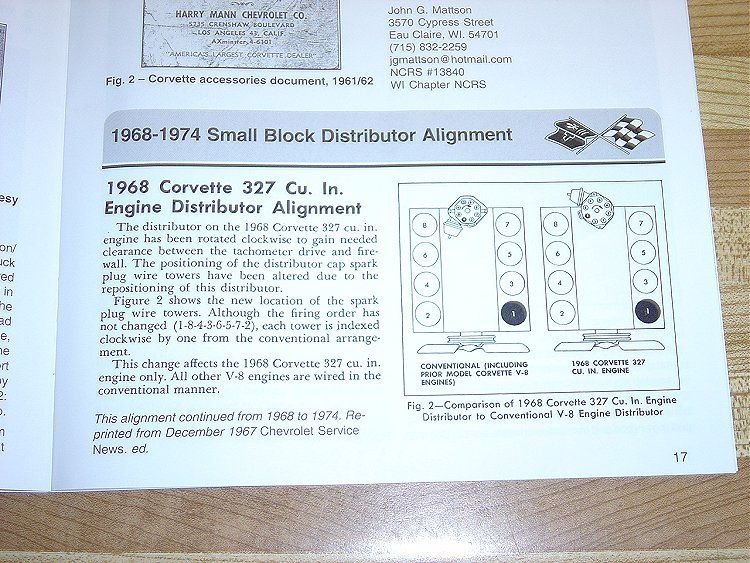 HARRY MANN CHEVROLET CO.
5735 CRENSHAW BOULEVARD
LOS ANGELES 43, CALIF.
AXminster, 4-6101
"AMERICA'S LARGEST CORVETTE DEALER"
Fig. 2 – Corvette accessories document, 1961/62
John G. Mattson
3570 Cypress Street
Eau Claire, WI. 54701
(715) 832-2259
jgmattson@hotmail.com
NCRS #13840
WI Chapter NCRS
1968-1974 Small Block Distributor Alignment
1968 Corvette 327 Cu. In.
Engine Distributor Alignment
The distributor on the 1968 Corvette 327 cu. in.
engine has been rotated clockwise to gain needed
clearance between the tachometer drive and fire-
wall. The positioning of the distributor cap spark
plug wire towers have been altered due to the
repositioning of this distributor.
Figure 2 shows the new location of the spark
plug wire towers. Although the firing order has
not changed (1-8-4-3-6-5-7-2), each tower is indexed
clockwise by one from the conventional arrange-
ment.
This change affects the 1968 Corvette 327 cu. in.
engine only. All other V-8 engines are wired in the
conventional manner.
This alignment continued from 1968 to 1974. Re-
printed from December 1967 Chevrolet Service
News. ed.
8 7
6 5
4 3
2 1
CONVENTIONAL (INCLUDING
PRIOR MODEL CORVETTE V-8
ENGINES)
8 7
6 5
4 3
2 1
1968 CORVETTE 327
CU. IN. ENGINE
Fig. 2—Comparison of 1968 Corvette 327 Cu. In. Engine
Distributor to Conventional V-8 Engine Distributor
17